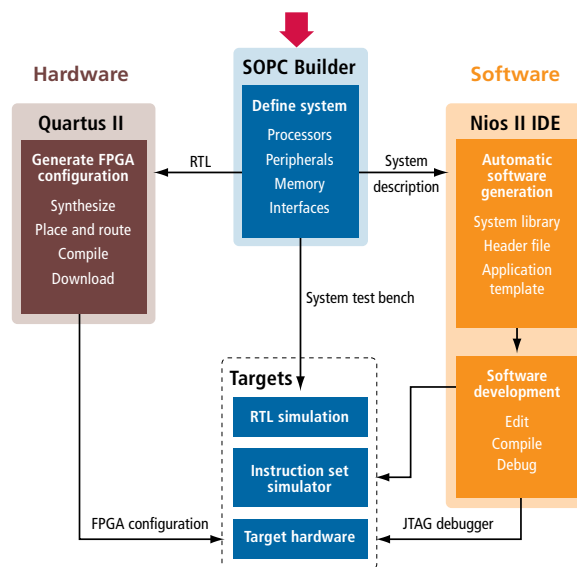 Hardware
SOPC Builder
Software
Quartus II
Generate FPGA
configuration
Synthesize
Place and route
Compile
Download
RTL
Define system
Processors
Peripherals
Memory
Interfaces
System
description
Nios II IDE
Automatic
software
generation
System library
Header file
Application
template
System test bench
Targets
RTL simulation
Instruction set
simulator
Target hardware
Software
development
Edit
Compile
Debug
FPGA configuration
JTAG debugger